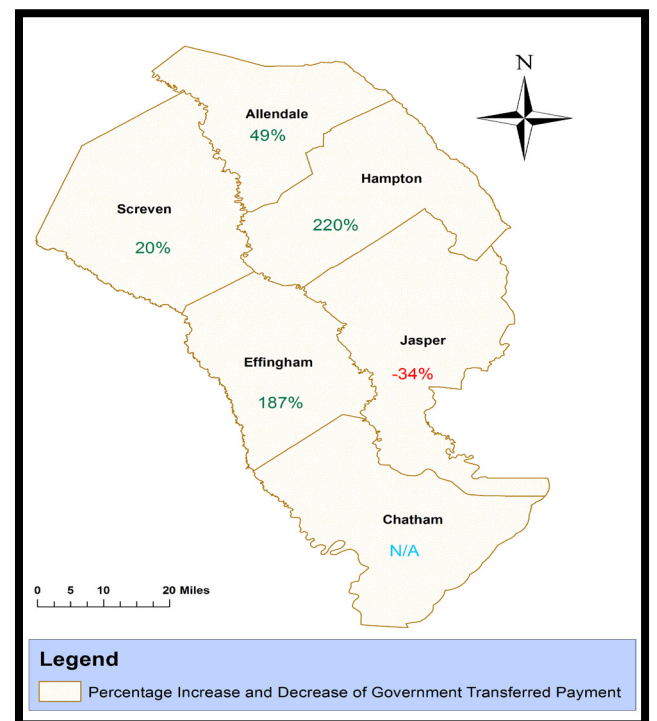 N
Allendale
49%
Hampton
220%
Screven
20%
Jasper
-34%
Effingham
187%
Chatham
N/A
0 5 10 20 Miles
Legend
Percentage Increase and Decrease of Government Transferred Payment